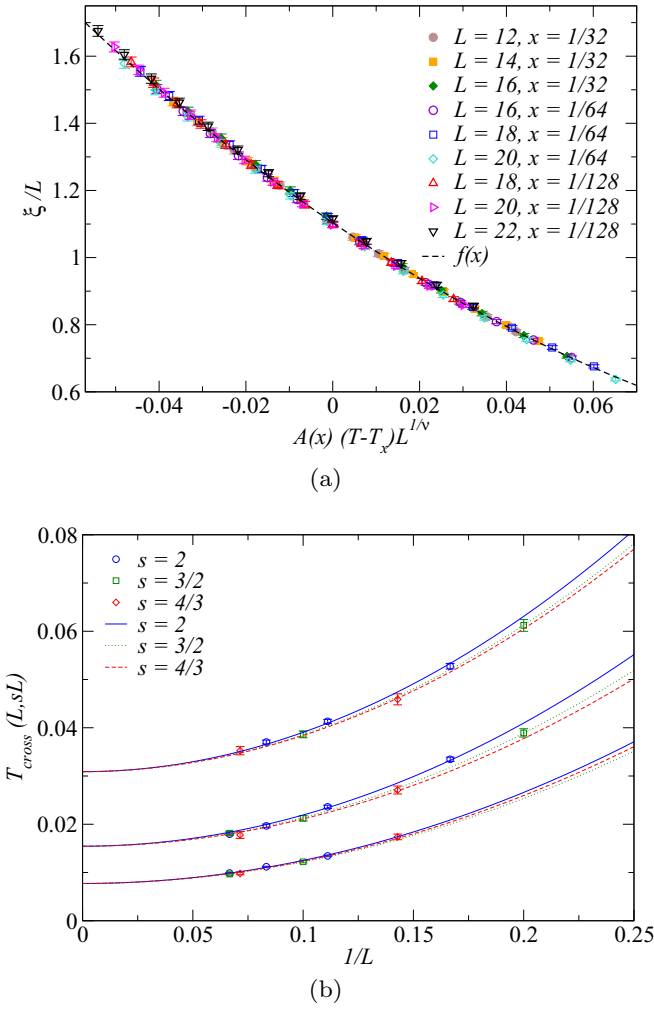 1.6
1.4
1.2
1
0.8
0.6
ξ /L
L = 12, x = 1/32
L = 14, x = 1/32
L = 16, x = 1/32
L = 16, x = 1/64
L = 18, x = 1/64
L = 20, x = 1/64
L = 18, x = 1/128
L = 20, x = 1/128
L = 22, x = 1/128
f(x)
-0.04 -0.02 0 0.02 0.04 0.06
A(x) (T-T_x)L^{1/ν}
(a)
0.08
0.06
0.04
0.02
0
T_{cross} (L,sL)
s = 2
s = 3/2
s = 4/3
s = 2
s = 3/2
s = 4/3
0 0.05 0.1 0.15 0.2 0.25
1/L
(b)